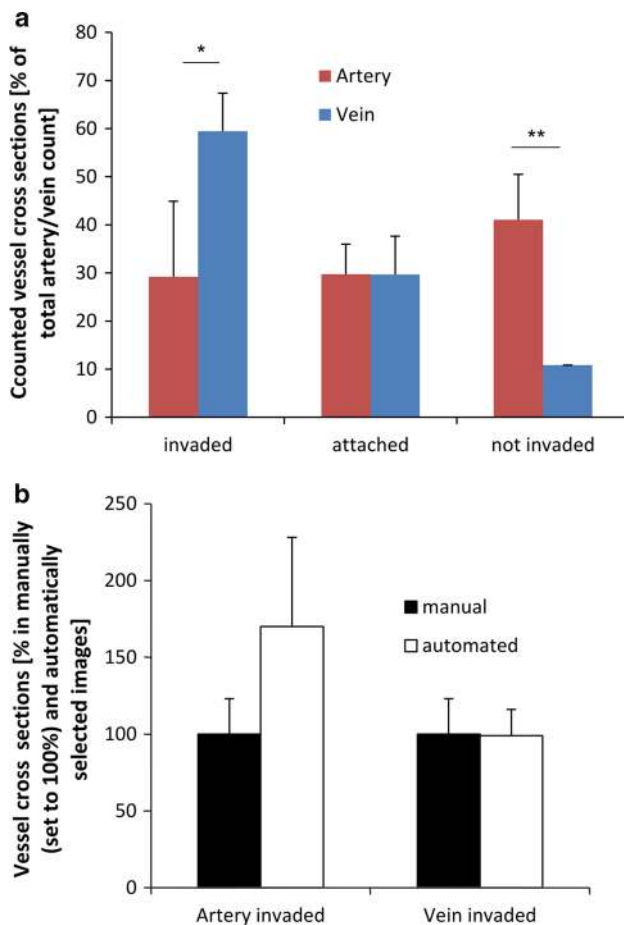 a
Ccounted vessel cross sections [% of
total artery/vein count]
80
70
60
50
40
30
20
10
0
*
**
Artery
Vein
invaded
attached
not invaded
b
Vessel cross sections [% in manually
(set to 100%) and automatically
selected images]
250
200
150
100
50
0
manual
automated
Artery invaded
Vein invaded